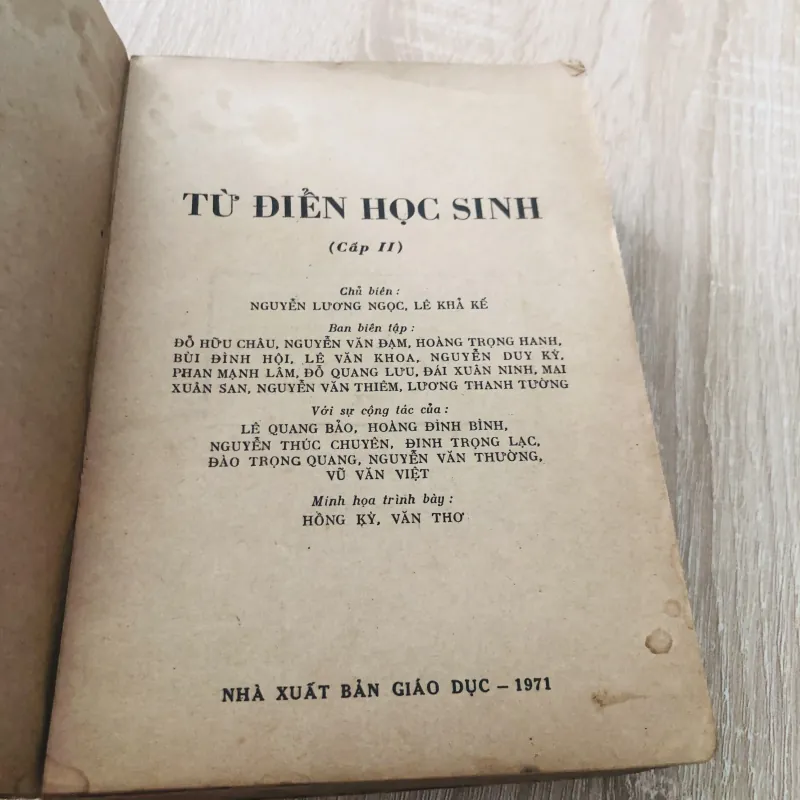 TỪ ĐIỂN HỌC SINH
(Cấp II)
Chủ biên :
NGUYỄN LƯƠNG NGỌC, LÊ KHẢ KẾ
Ban biên tập :
ĐỖ HỮU CHÂU, NGUYỄN VĂN ĐẠM, HOÀNG TRỌNG HANH,
BÙI ĐÌNH HỘI, LÊ VĂN KHOA, NGUYỄN DUY KỲ,
PHAN MẠNH LÂM, ĐỖ QUANG LƯU, ĐÁI XUÂN NINH, MAI
XUÂN SAN, NGUYỄN VĂN THIÊM, LƯƠNG THANH TƯỜNG
Với sự cộng tác của :
LÊ QUANG BẢO, HOÀNG ĐÌNH BÌNH,
NGUYỄN THÚC CHUYÊN, ĐINH TRỌNG LẠC,
ĐÀO TRỌNG QUANG, NGUYỄN VĂN THƯỜNG,
VŨ VĂN VIỆT
Minh họa trình bày :
HỒNG KỲ, VĂN THƠ
NHÀ XUẤT BẢN GIÁO DỤC – 1971